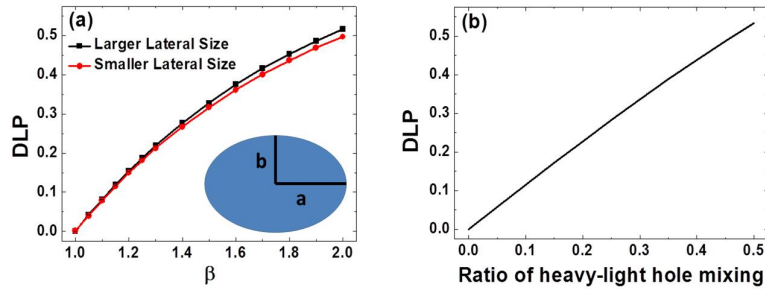 (a)
Larger Lateral Size
Smaller Lateral Size
DLP
0.5
0.4
0.3
0.2
0.1
0.0
b
a
1.0 1.2 1.4 1.6 1.8 2.0
β
(b)
DLP
0.5
0.4
0.3
0.2
0.1
0.0
0.0 0.1 0.2 0.3 0.4 0.5
Ratio of heavy-light hole mixing